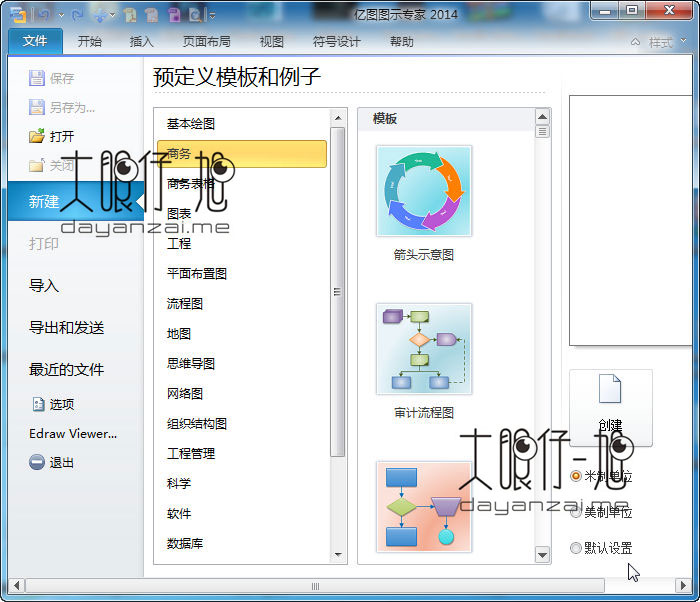 亿图图示专家 2014
文件 开始 插入 页面布局 视图 符号设计 帮助 样式
保存
另存为...
打开
关闭
新建
打印
导入
导出和发送
最近的文件
选项
Edraw Viewer...
退出
预定义模板和例子
基本绘图
商务
商务表格
图表
工程
平面布置图
流程图
地图
思维导图
网络图
组织结构图
工程管理
科学
软件
数据库
模板
箭头示意图
审计流程图
创建
米制单位
美制单位
默认设置
大眼仔~旭
dayanzai.me
大眼仔~旭
dayanzai.me